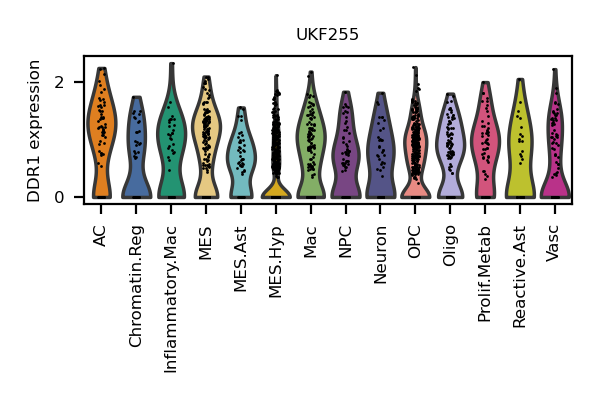 UKF255
DDR1 expression
2
0
AC
Chromatin.Reg
Inflammatory.Mac
MES
MES.Ast
MES.Hyp
Mac
NPC
Neuron
OPC
Oligo
Prolif.Metab
Reactive.Ast
Vasc